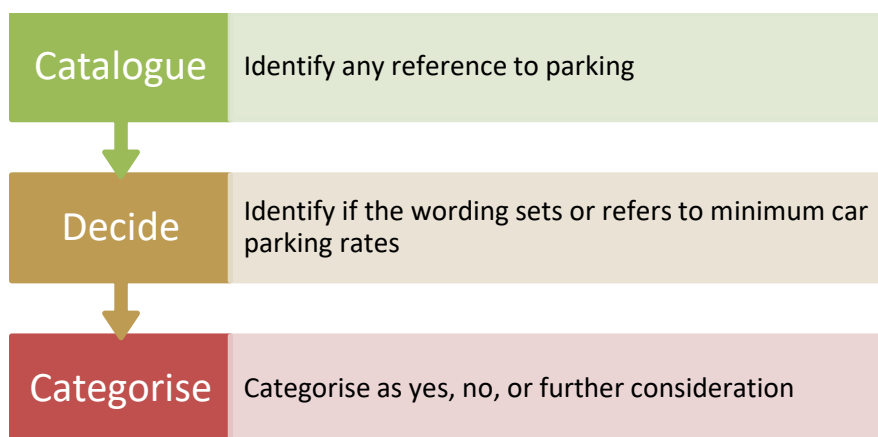 Catalogue
Identify any reference to parking
Decide
Identify if the wording sets or refers to minimum car
parking rates
Categorise
Categorise as yes, no, or further consideration